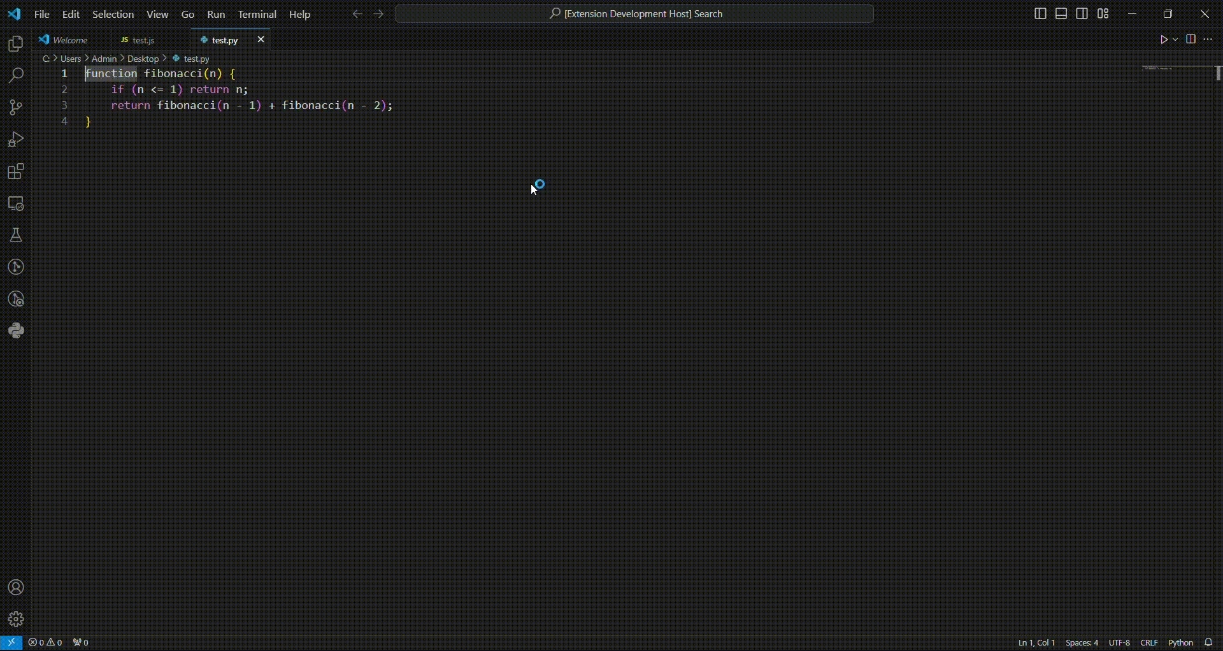 File Edit Selection View Go Run Terminal Help
[Extension Development Host] Search
Welcome
JS test.js
test.py
C: > Users > Admin > Desktop > test.py
1 function fibonacci(n) {
2 if (n <= 1) return n;
3 return fibonacci(n - 1) + fibonacci(n - 2);
4 }
0 0 0
Ln 1, Col 1 Spaces: 4 UTF-8 CRLF Python